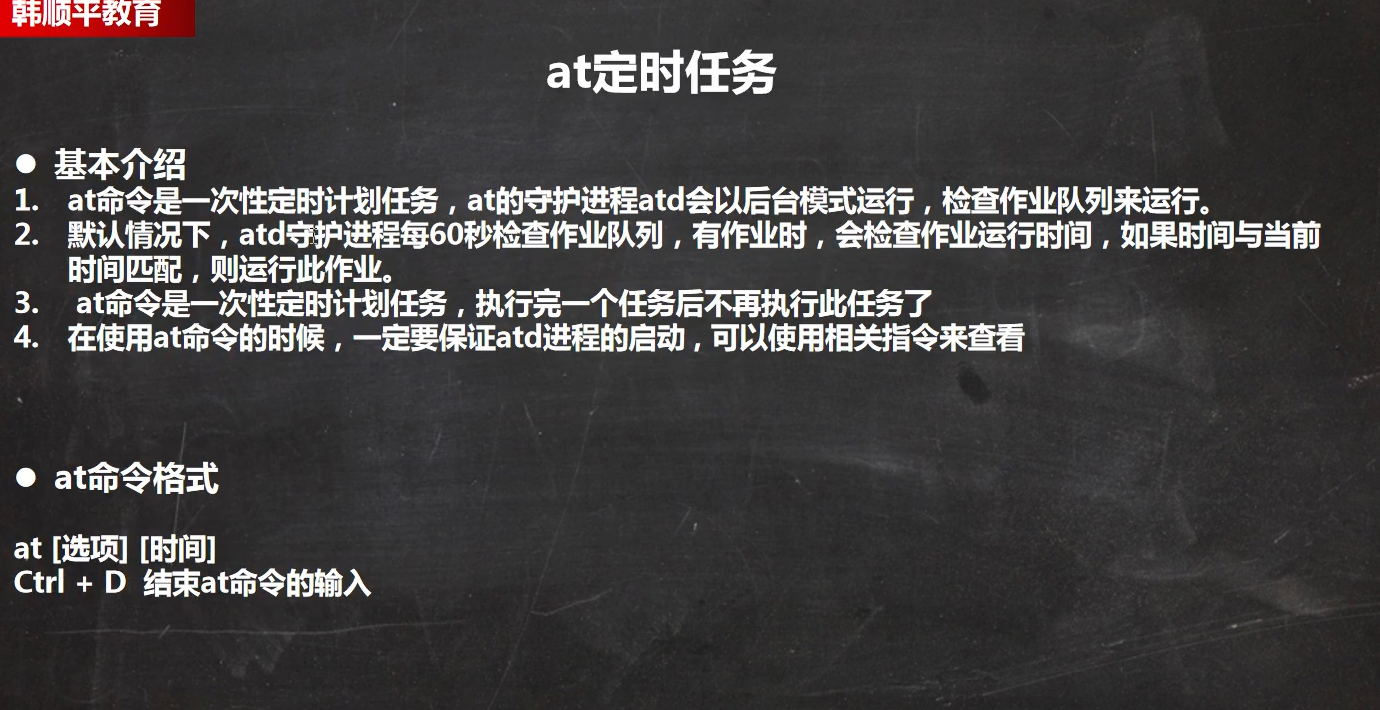 韩顺平教育
at定时任务
● 基本介绍
1. at命令是一次性定时计划任务，at的守护进程atd会以后台模式运行，检查作业队列来运行。
2. 默认情况下，atd守护进程每60秒检查作业队列，有作业时，会检查作业运行时间，如果时间与当前
时间匹配，则运行此作业。
3. at命令是一次性定时计划任务，执行完一个任务后不再执行此任务了
4. 在使用at命令的时候，一定要保证atd进程的启动，可以使用相关指令来查看
● at命令格式
at [选项] [时间]
Ctrl + D 结束at命令的输入